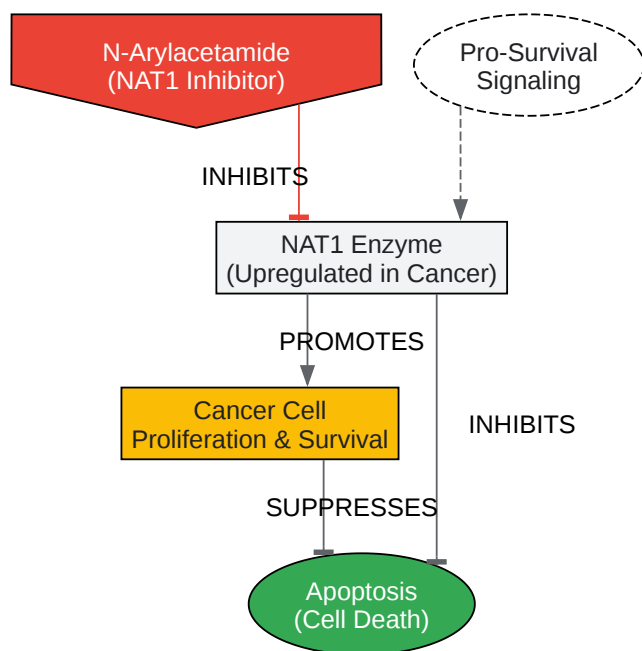 N-Arylacetamide
(NAT1 Inhibitor)
Pro-Survival
Signaling
INHIBITS
NAT1 Enzyme
(Upregulated in Cancer)
PROMOTES
Cancer Cell
Proliferation & Survival
INHIBITS
SUPPRESSES
Apoptosis
(Cell Death)